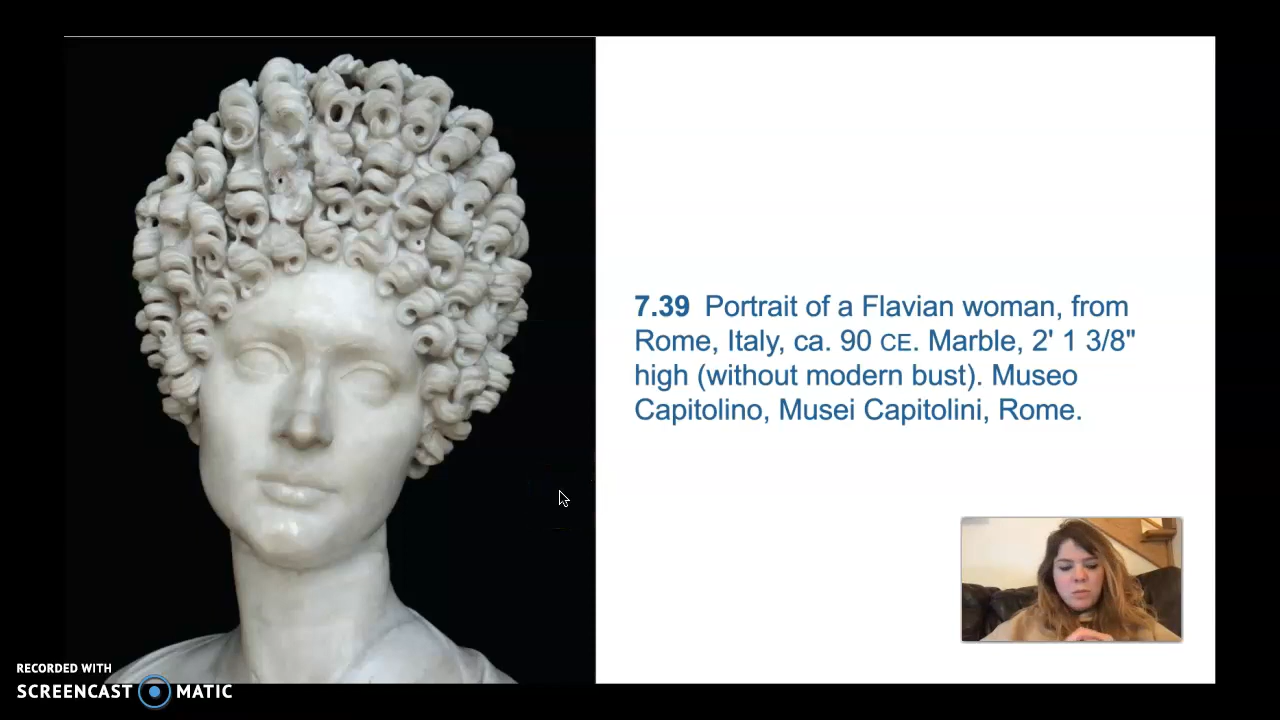 7.39 Portrait of a Flavian woman, from
Rome, Italy, ca. 90 CE. Marble, 2' 1 3/8"
high (without modern bust). Museo
Capitolino, Musei Capitolini, Rome.
RECORDED WITH
SCREENCAST MATIC